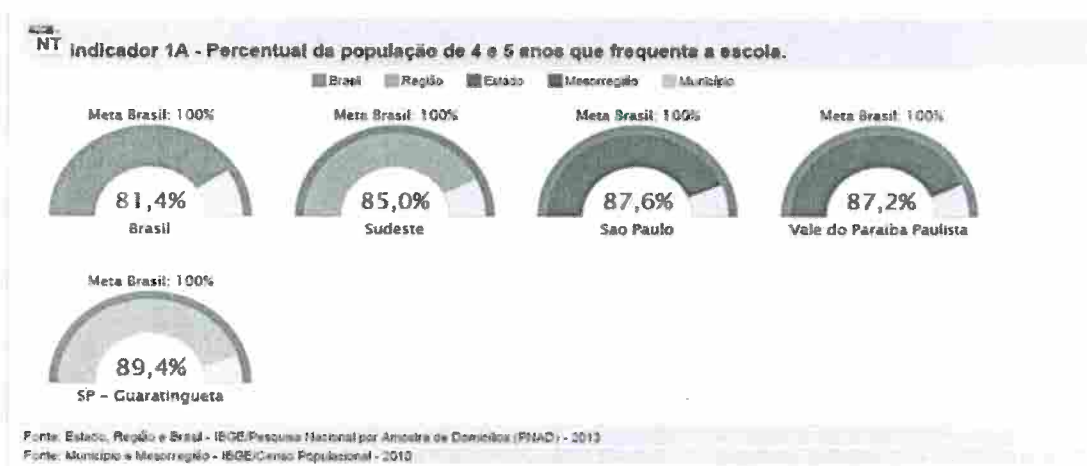 NT Indicador 1A - Percentual da população de 4 e 5 anos que frequenta a escola.
Brasil Região Estado Mesorregião Município
Meta Brasil: 100% Meta Brasil: 100% Meta Brasil: 100% Meta Brasil: 100%
81,4% 85,0% 87,6% 87,2%
Brasil Sudeste Sao Paulo Vale do Paraiba Paulista
Meta Brasil: 100%
89,4%
SP - Guaratingueta
Fonte: Estado, Região e Brasil - IBGE/Pesquisa Nacional por Amostra de Domicílios (PNAD) - 2013
Fonte: Município e Mesorregião - IBGE/Censo Populacional - 2010